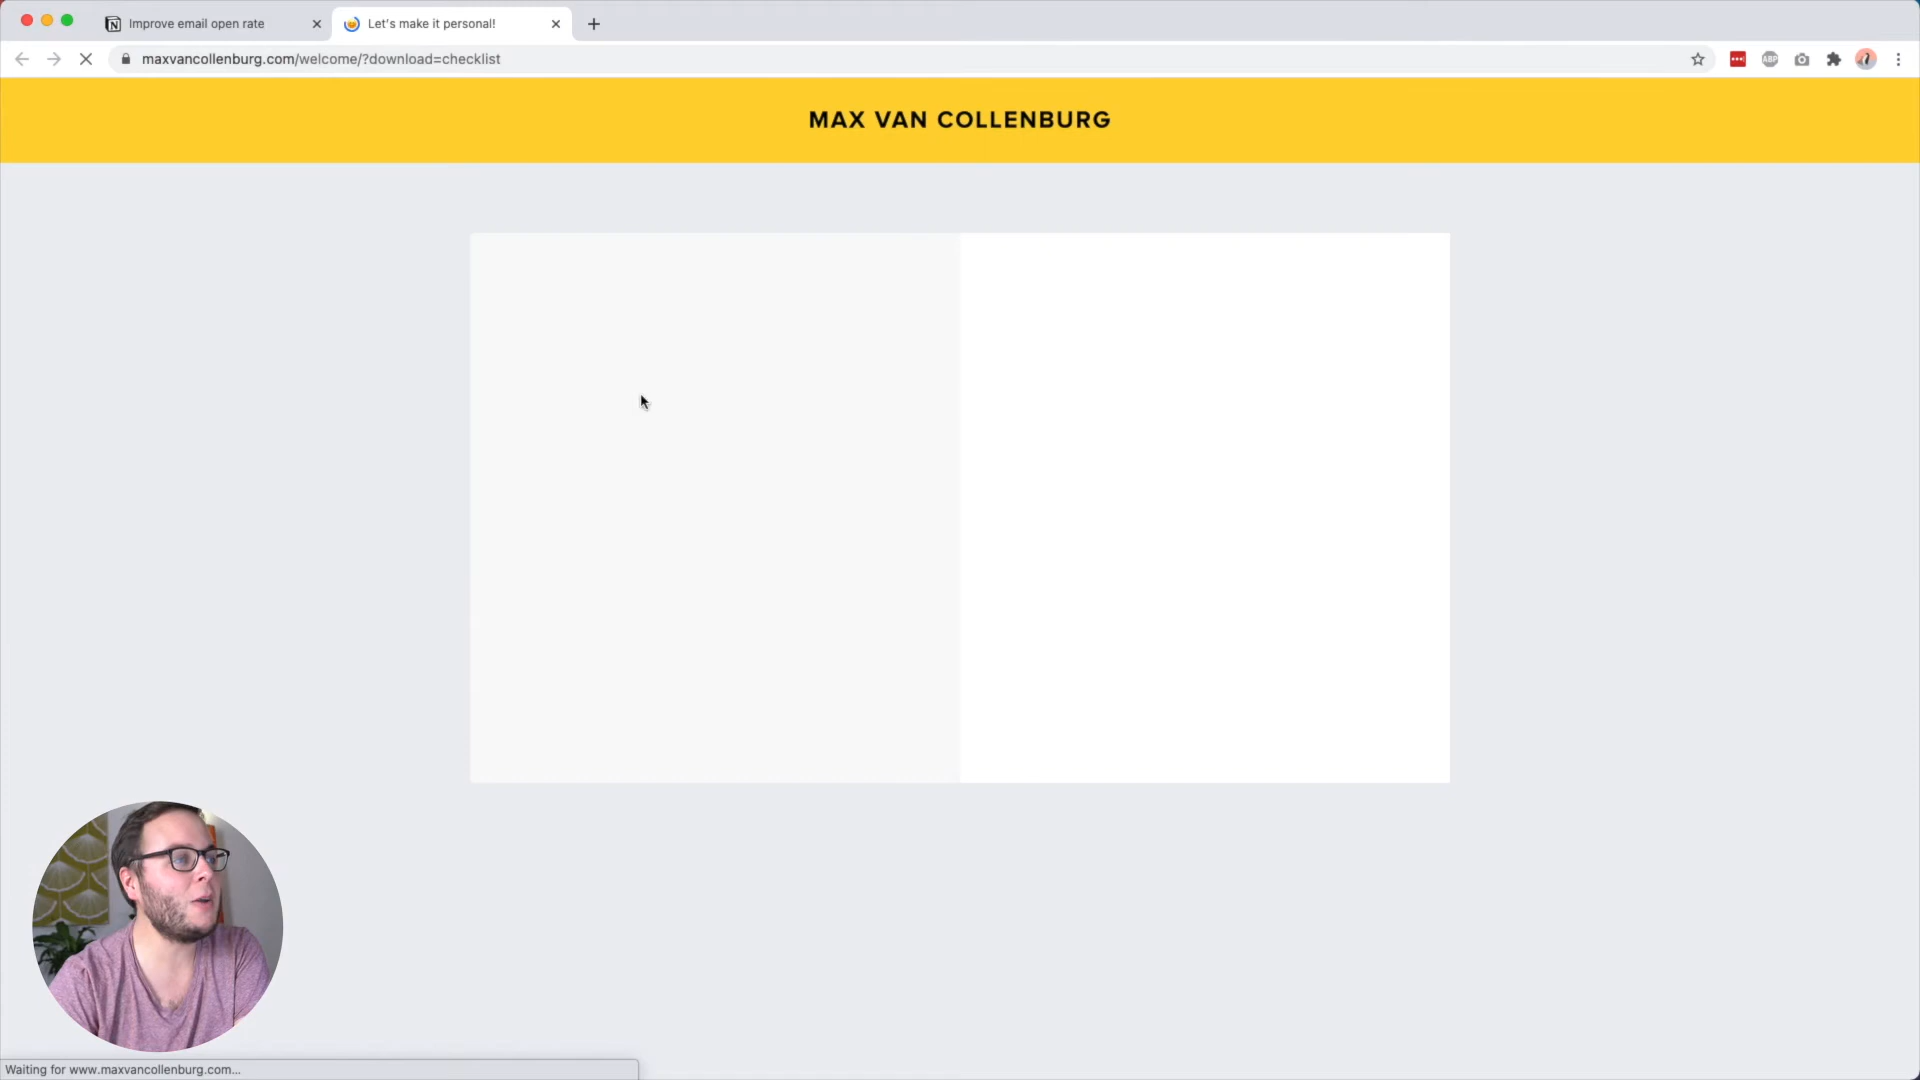 Improve email open rate
Let's make it personal!
maxvancollenburg.com/welcome/?download=checklist
ABP
MAX VAN COLLENBURG
Waiting for www.maxvancollenburg.com...